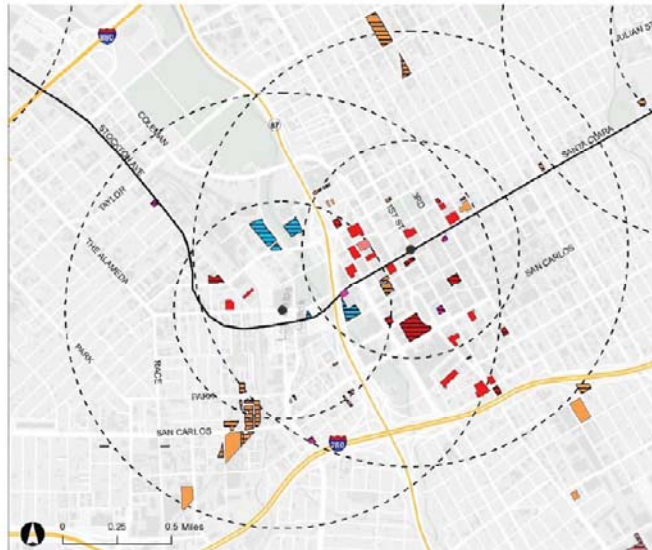 880
JULIAN ST
COLEMAN
87
STOCKTON AVE
SANTA CLARA
TAYLOR
3RD
1ST ST
THE ALAMEDA
SAN CARLOS
PARK
RACE
PARK
SAN CARLOS
280
0 0.25 0.5 Miles